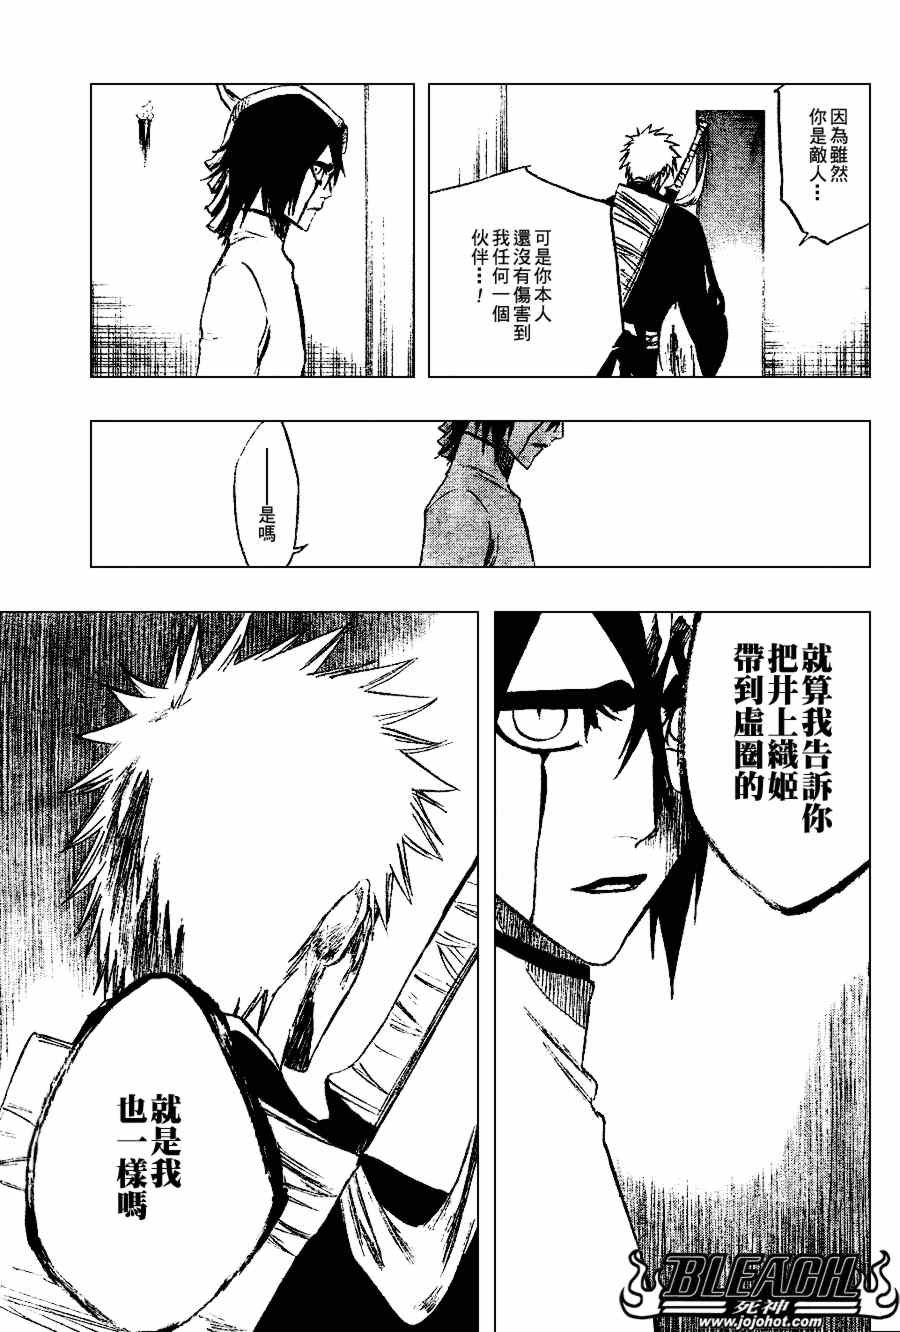 因為雖然
你是敵人…
可是你本人
還沒有傷害到
我任何一個
伙伴…！
——是嗎
就算我告訴你
把井上織姬
帶到虛圈的
就是我
也一樣嗎
BLEACH
死神
www.jojohot.com